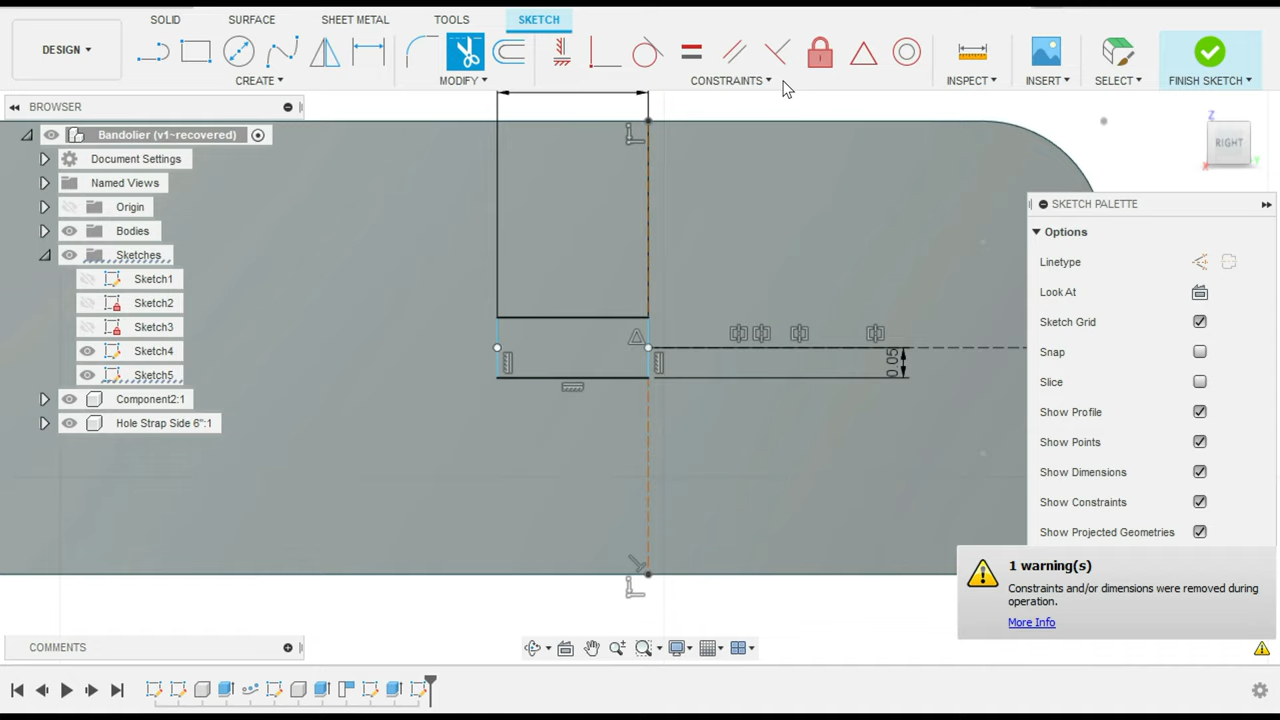 SOLID SURFACE SHEET METAL TOOLS SKETCH
DESIGN
CREATE MODIFY CONSTRAINTS INSPECT INSERT SELECT FINISH SKETCH
BROWSER
Bandolier (v1~recovered)
Document Settings
Named Views
Origin
Bodies
Sketches
Sketch1
Sketch2
Sketch3
Sketch4
Sketch5
Component2:1
Hole Strap Side 6":1
0.05
Z
RIGHT
X
Y
SKETCH PALETTE
Options
Linetype
Look At
Sketch Grid
Snap
Slice
Show Profile
Show Points
Show Dimensions
Show Constraints
Show Projected Geometries
1 warning(s)
Constraints and/or dimensions were removed during
operation.
More Info
COMMENTS